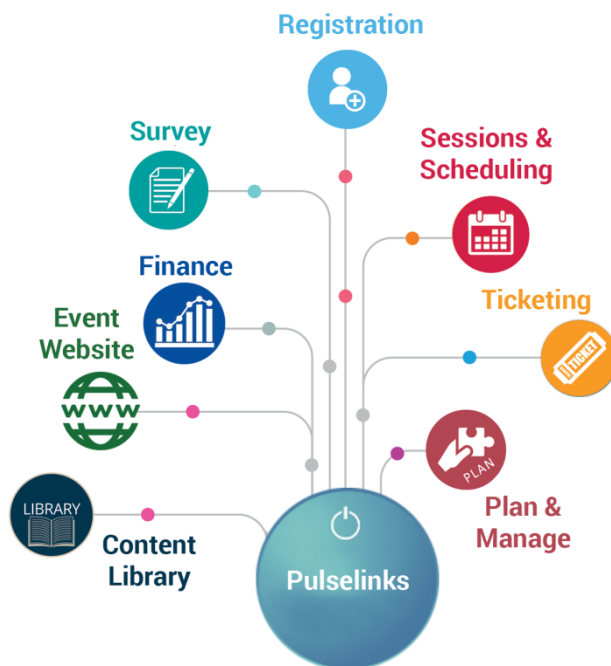 Registration
Survey
Sessions &
Scheduling
Finance
Ticketing
TICKET
Event
Website
www
PLAN
LIBRARY
Plan &
Manage
Content
Library
Pulselinks